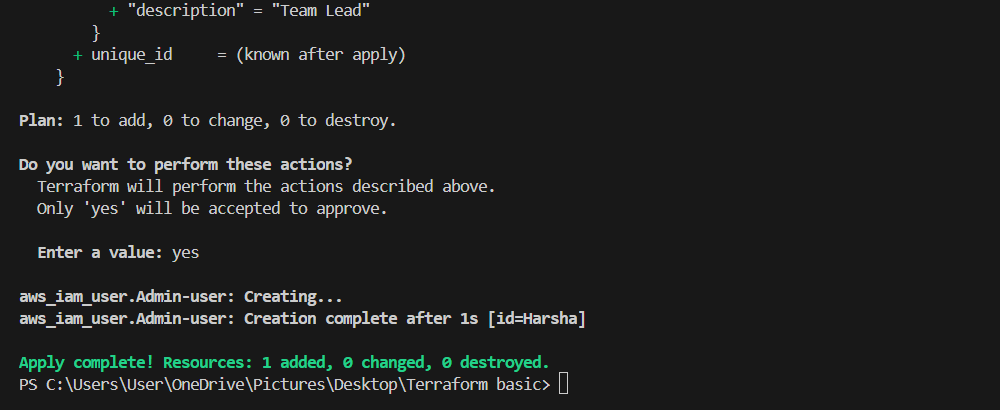 + "description" = "Team Lead"
}
+ unique_id     = (known after apply)
}
Plan: 1 to add, 0 to change, 0 to destroy.
Do you want to perform these actions?
Terraform will perform the actions described above.
Only 'yes' will be accepted to approve.
Enter a value: yes
aws_iam_user.Admin-user: Creating...
aws_iam_user.Admin-user: Creation complete after 1s [id=Harsha]
Apply complete! Resources: 1 added, 0 changed, 0 destroyed.
PS C:\Users\User\OneDrive\Pictures\Desktop\Terraform basic>